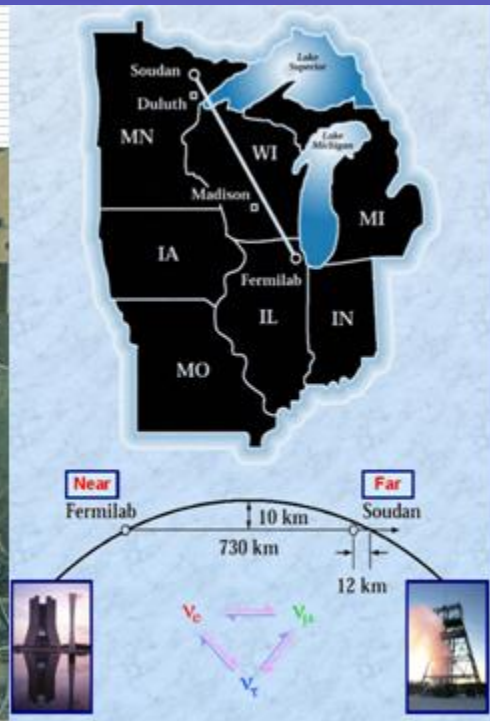 Lake
Superior
Soudan
Duluth
MN
Lake
Michigan
WI
Madison
MI
IA
Fermilab
IL
IN
MO
Near
Far
Fermilab
Soudan
10 km
730 km
12 km
νe
νμ
ντ